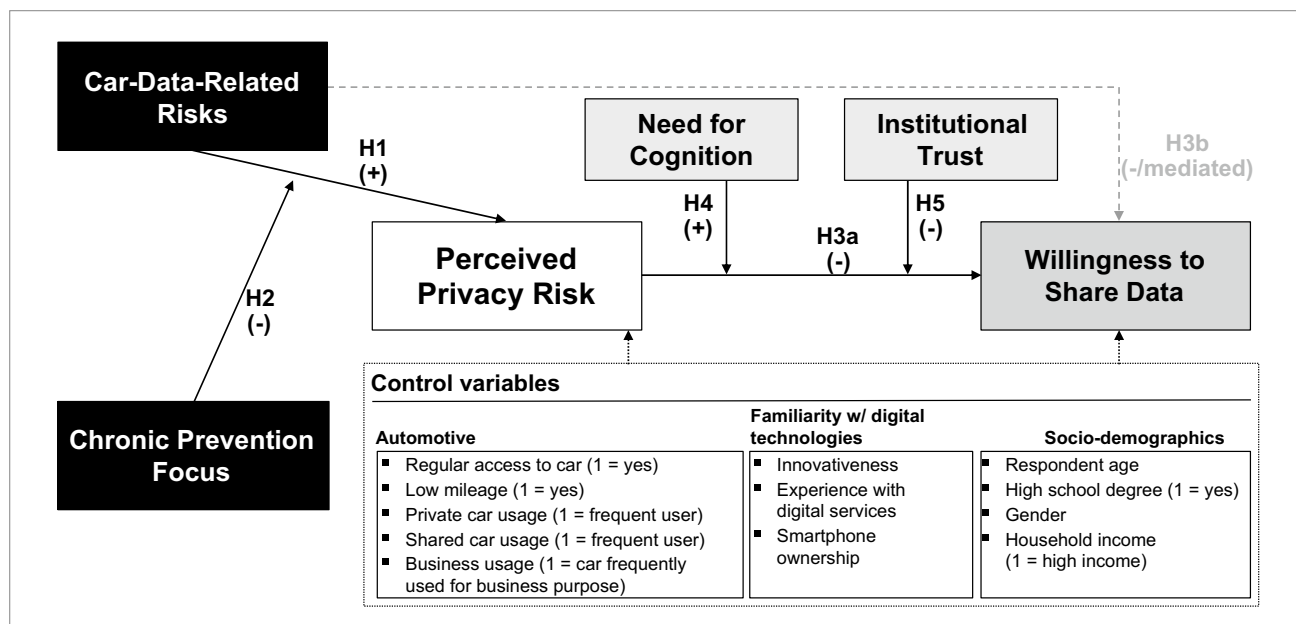 Car-Data-Related
Risks
H1
(+)
Need for
Cognition
Institutional
Trust
H3b
(-/mediated)
H4
(+)
H5
(-)
H3a
(-)
Perceived
Privacy Risk
Willingness to
Share Data
H2
(-)
Chronic Prevention
Focus
Control variables
Automotive
▪ Regular access to car (1 = yes)
▪ Low mileage (1 = yes)
▪ Private car usage (1 = frequent user)
▪ Shared car usage (1 = frequent user)
▪ Business usage (1 = car frequently
used for business purpose)
Familiarity w/ digital
technologies
▪ Innovativeness
▪ Experience with
digital services
▪ Smartphone
ownership
Socio-demographics
▪ Respondent age
▪ High school degree (1 = yes)
▪ Gender
▪ Household income
(1 = high income)